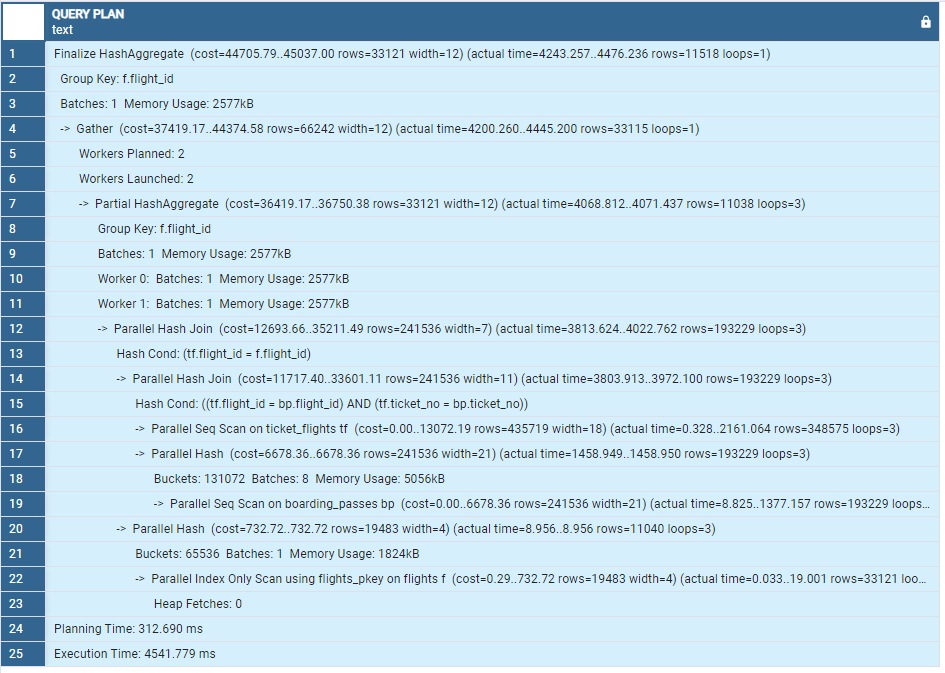 QUERY PLAN
text
1 Finalize HashAggregate (cost=44705.79..45037.00 rows=33121 width=12) (actual time=4243.257..4476.236 rows=11518 loops=1)
2 Group Key: f.flight_id
3 Batches: 1 Memory Usage: 2577kB
4 -> Gather (cost=37419.17..44374.58 rows=66242 width=12) (actual time=4200.260..4445.200 rows=33115 loops=1)
5 Workers Planned: 2
6 Workers Launched: 2
7 -> Partial HashAggregate (cost=36419.17..36750.38 rows=33121 width=12) (actual time=4068.812..4071.437 rows=11038 loops=3)
8 Group Key: f.flight_id
9 Batches: 1 Memory Usage: 2577kB
10 Worker 0: Batches: 1 Memory Usage: 2577kB
11 Worker 1: Batches: 1 Memory Usage: 2577kB
12 -> Parallel Hash Join (cost=12693.66..35211.49 rows=241536 width=7) (actual time=3813.624..4022.762 rows=193229 loops=3)
13 Hash Cond: (tf.flight_id = f.flight_id)
14 -> Parallel Hash Join (cost=11717.40..33601.11 rows=241536 width=11) (actual time=3803.913..3972.100 rows=193229 loops=3)
15 Hash Cond: ((tf.flight_id = bp.flight_id) AND (tf.ticket_no = bp.ticket_no))
16 -> Parallel Seq Scan on ticket_flights tf (cost=0.00..13072.19 rows=435719 width=18) (actual time=0.328..2161.064 rows=348575 loops=3)
17 -> Parallel Hash (cost=6678.36..6678.36 rows=241536 width=21) (actual time=1458.949..1458.950 rows=193229 loops=3)
18 Buckets: 131072 Batches: 8 Memory Usage: 5056kB
19 -> Parallel Seq Scan on boarding_passes bp (cost=0.00..6678.36 rows=241536 width=21) (actual time=8.825..1377.157 rows=193229 loops...
20 -> Parallel Hash (cost=732.72..732.72 rows=19483 width=4) (actual time=8.956..8.956 rows=11040 loops=3)
21 Buckets: 65536 Batches: 1 Memory Usage: 1824kB
22 -> Parallel Index Only Scan using flights_pkey on flights f (cost=0.29..732.72 rows=19483 width=4) (actual time=0.033..19.001 rows=33121 loo...
23 Heap Fetches: 0
24 Planning Time: 312.690 ms
25 Execution Time: 4541.779 ms